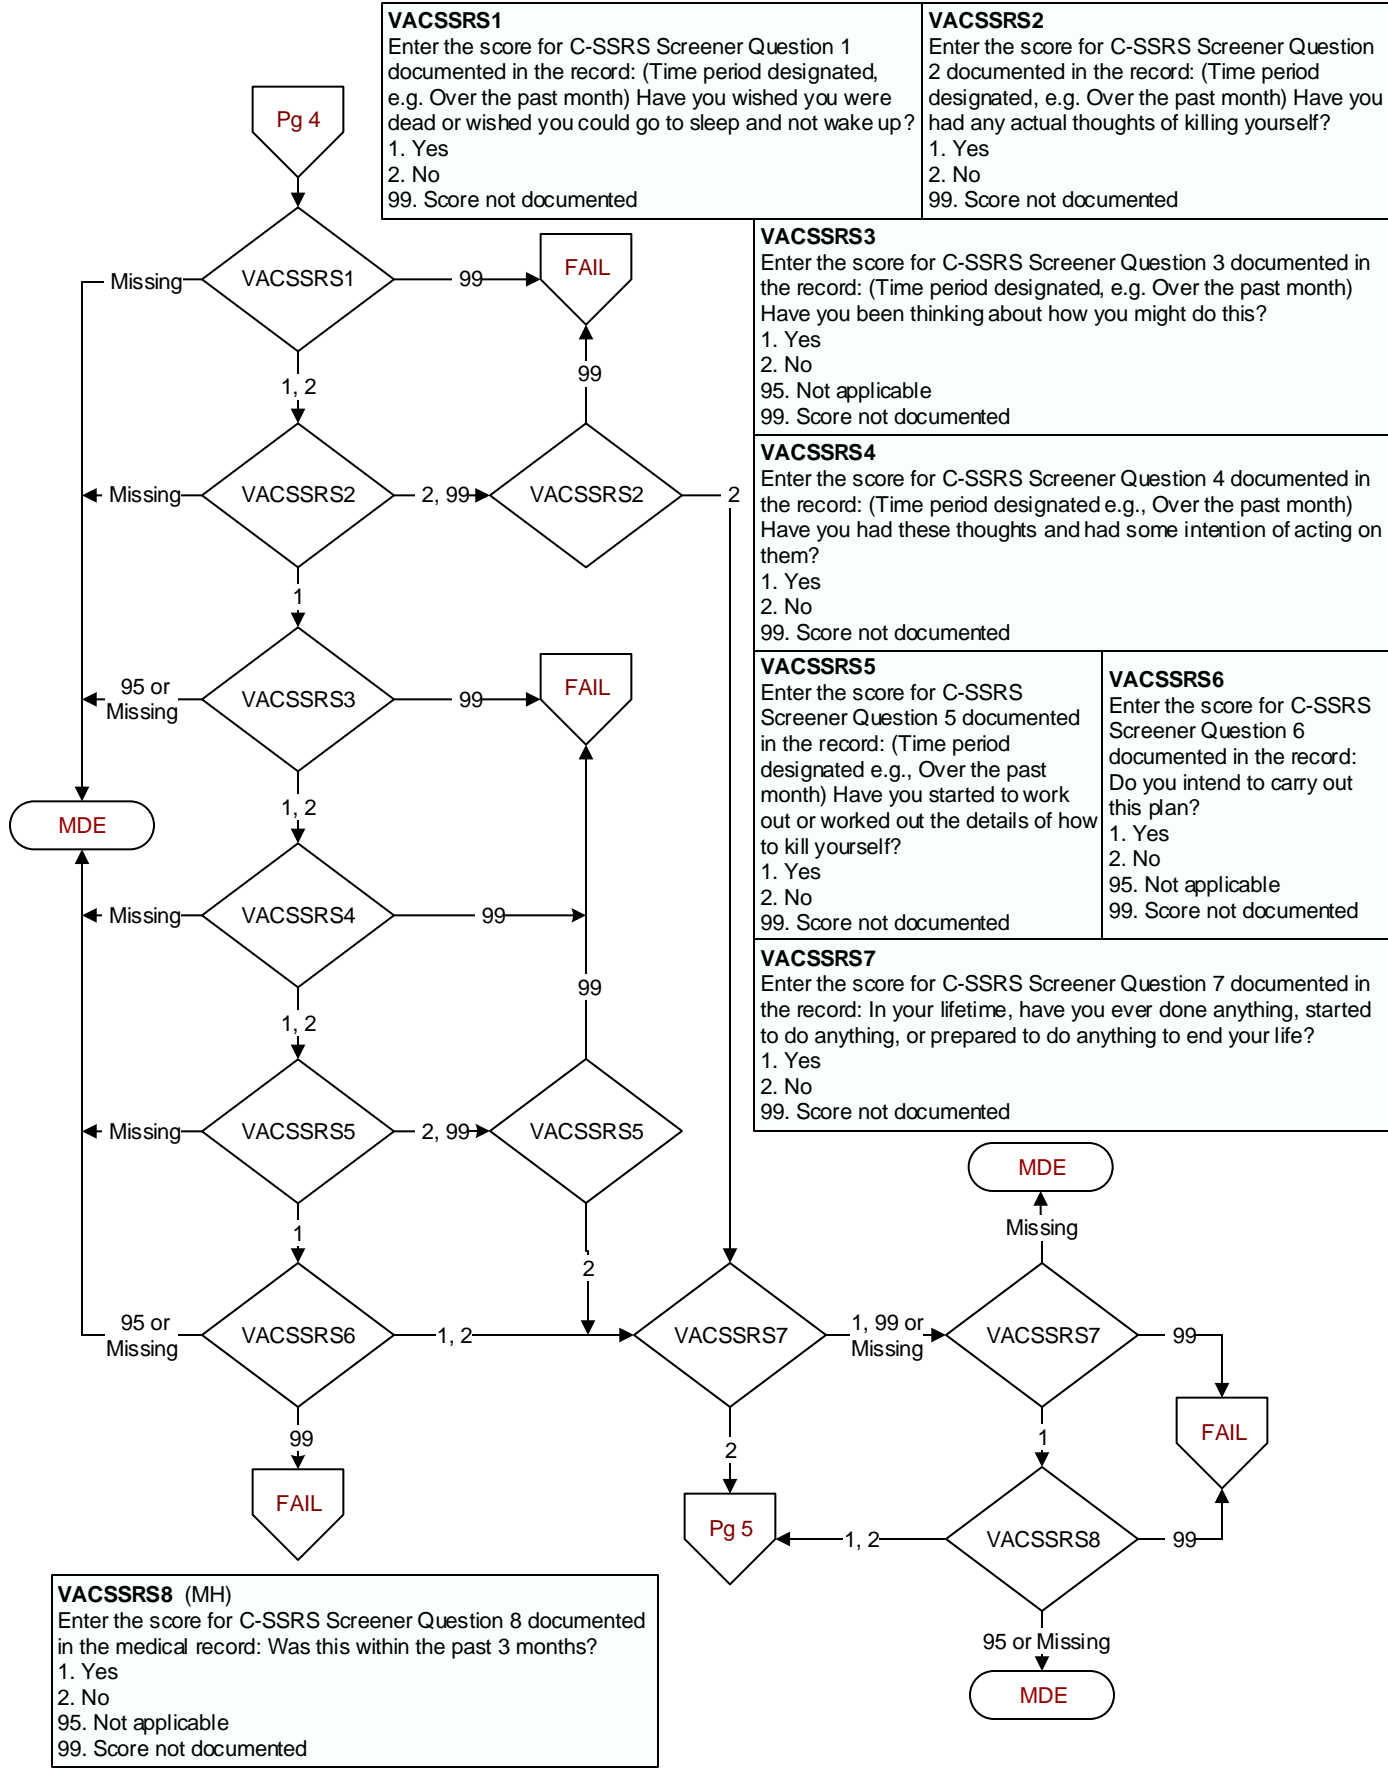 VACSSRS1
Enter the score for C-SSRS Screener Question 1
documented in the record: (Time period designated,
e.g. Over the past month) Have you wished you were
dead or wished you could go to sleep and not wake up?
1. Yes
2. No
99. Score not documented
VACSSRS2
Enter the score for C-SSRS Screener Question
2 documented in the record: (Time period
designated, e.g. Over the past month) Have you
had any actual thoughts of killing yourself?
1. Yes
2. No
99. Score not documented
VACSSRS3
Enter the score for C-SSRS Screener Question 3 documented in
the record: (Time period designated, e.g. Over the past month)
Have you been thinking about how you might do this?
1. Yes
2. No
95. Not applicable
99. Score not documented
VACSSRS4
Enter the score for C-SSRS Screener Question 4 documented in
the record: (Time period designated e.g., Over the past month)
Have you had these thoughts and had some intention of acting on
them?
1. Yes
2. No
99. Score not documented
VACSSRS5
Enter the score for C-SSRS
Screener Question 5 documented
in the record: (Time period
designated e.g., Over the past
month) Have you started to work
out or worked out the details of how
to kill yourself?
1. Yes
2. No
99. Score not documented
VACSSRS6
Enter the score for C-SSRS
Screener Question 6
documented in the record:
Do you intend to carry out
this plan?
1. Yes
2. No
95. Not applicable
99. Score not documented
VACSSRS7
Enter the score for C-SSRS Screener Question 7 documented in
the record: In your lifetime, have you ever done anything, started
to do anything, or prepared to do anything to end your life?
1. Yes
2. No
99. Score not documented
Pg 4
Missing
VACSSRS1
99
FAIL
1, 2
99
Missing
VACSSRS2
2, 99
VACSSRS2
2
1
95 or
Missing
VACSSRS3
99
FAIL
1, 2
MDE
Missing
VACSSRS4
99
99
1, 2
Missing
VACSSRS5
2, 99
VACSSRS5
MDE
Missing
1
2
95 or
Missing
VACSSRS6
1, 2
VACSSRS7
1, 99 or
Missing
VACSSRS7
99
99
2
1
FAIL
FAIL
Pg 5
1, 2
VACSSRS8
99
95 or Missing
MDE
VACSSRS8 (MH)
Enter the score for C-SSRS Screener Question 8 documented
in the medical record: Was this within the past 3 months?
1. Yes
2. No
95. Not applicable
99. Score not documented